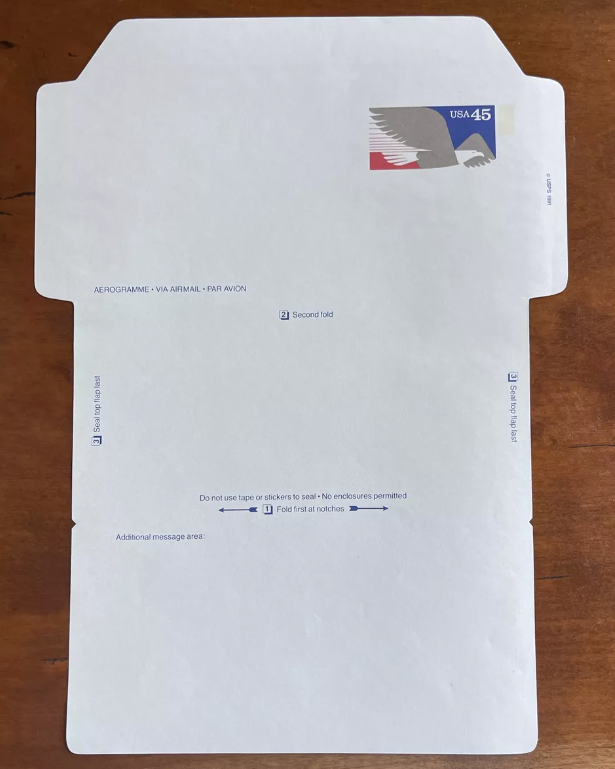 USA 45
© USPS 1991
AEROGRAMME • VIA AIRMAIL • PAR AVION
2 Second fold
3 Seal top flap last
3 Seal top flap last
Do not use tape or stickers to seal • No enclosures permitted
1 Fold first at notches
Additional message area: